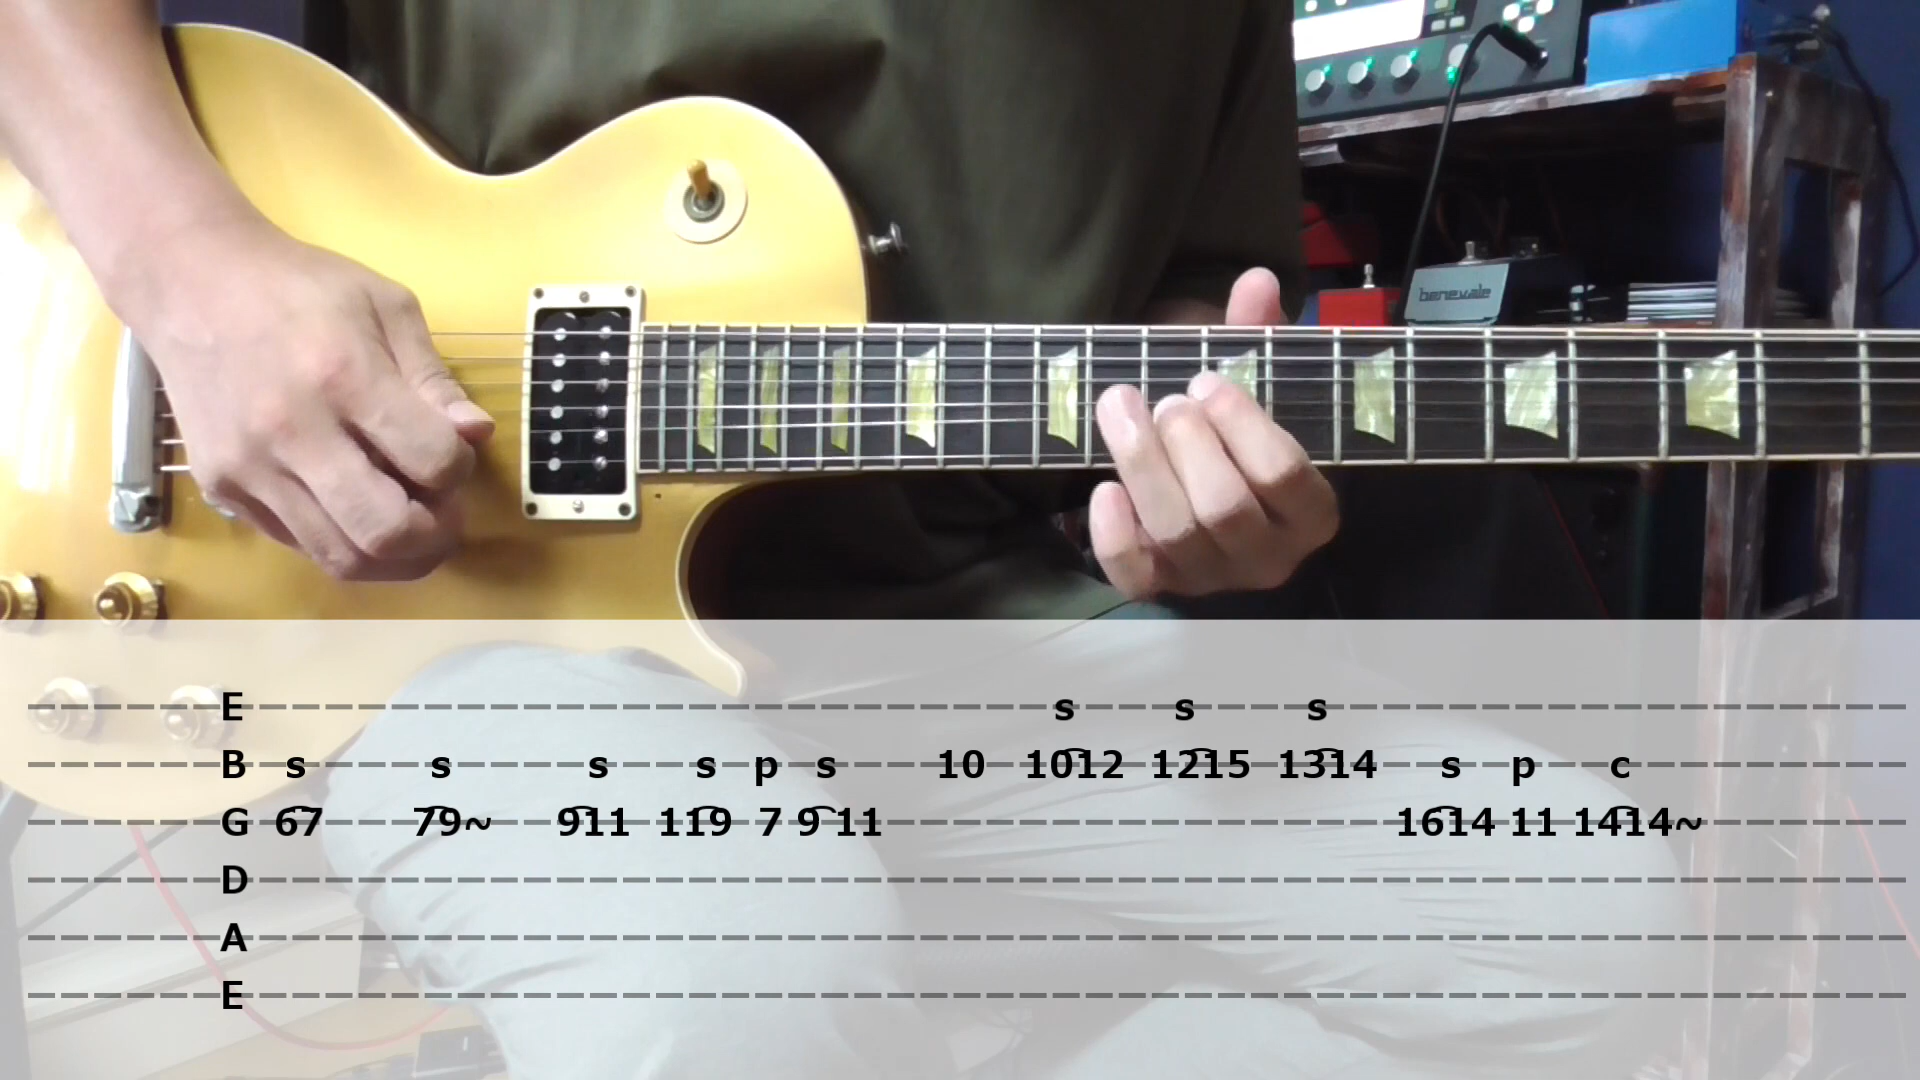 benevale
E s s s
B s s s s p s 10 1012 1215 1314 s p c
G 67 79~ 911 119 7 9 11 1614 11 1414~
D
A
E